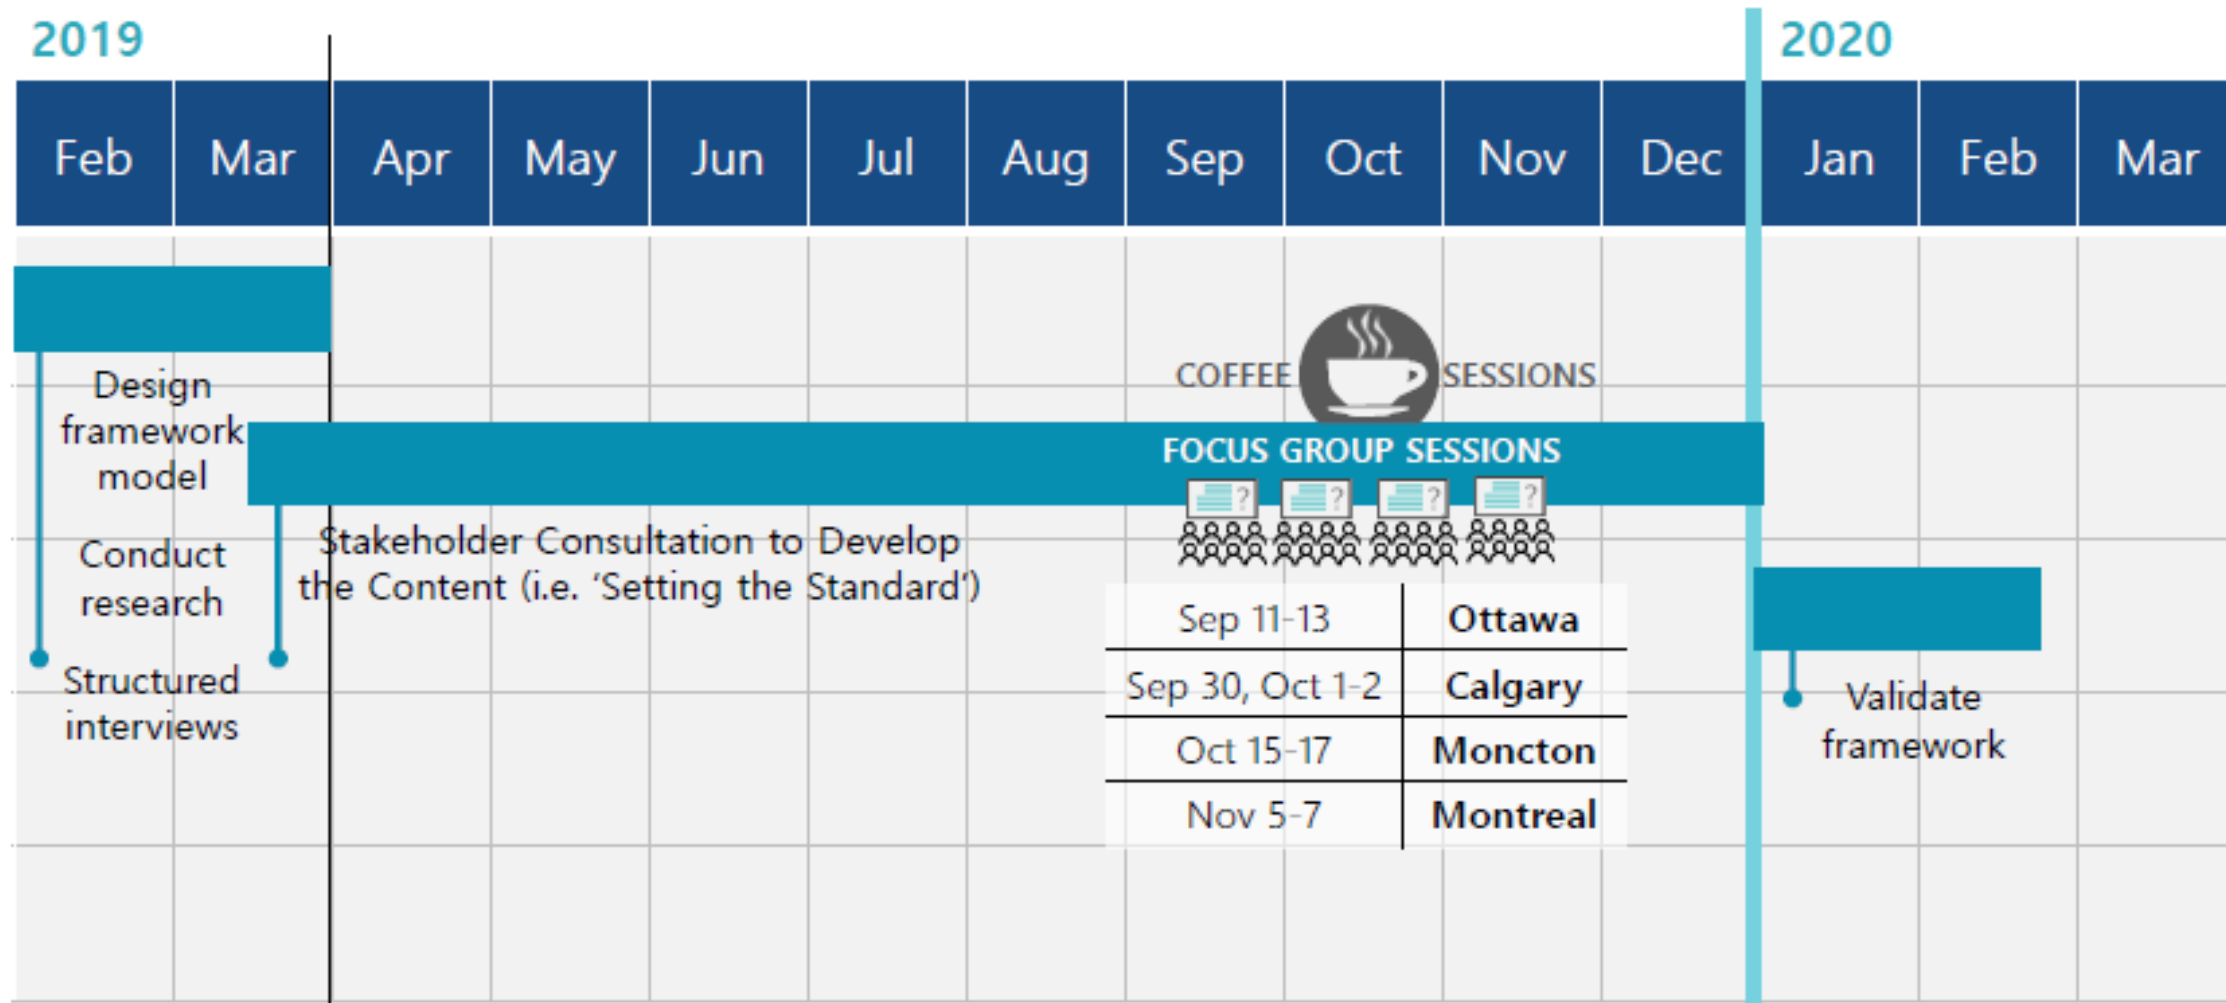 2019
2020
Feb Mar Apr May Jun Jul Aug Sep Oct Nov Dec Jan Feb Mar
Design
framework
model
Conduct
research
Structured
interviews
COFFEE SESSIONS
FOCUS GROUP SESSIONS
? ? ? ?
Stakeholder Consultation to Develop
the Content (i.e. ‘Setting the Standard’)
Sep 11-13 Ottawa
Sep 30, Oct 1-2 Calgary
Oct 15-17 Moncton
Nov 5-7 Montreal
Validate
framework